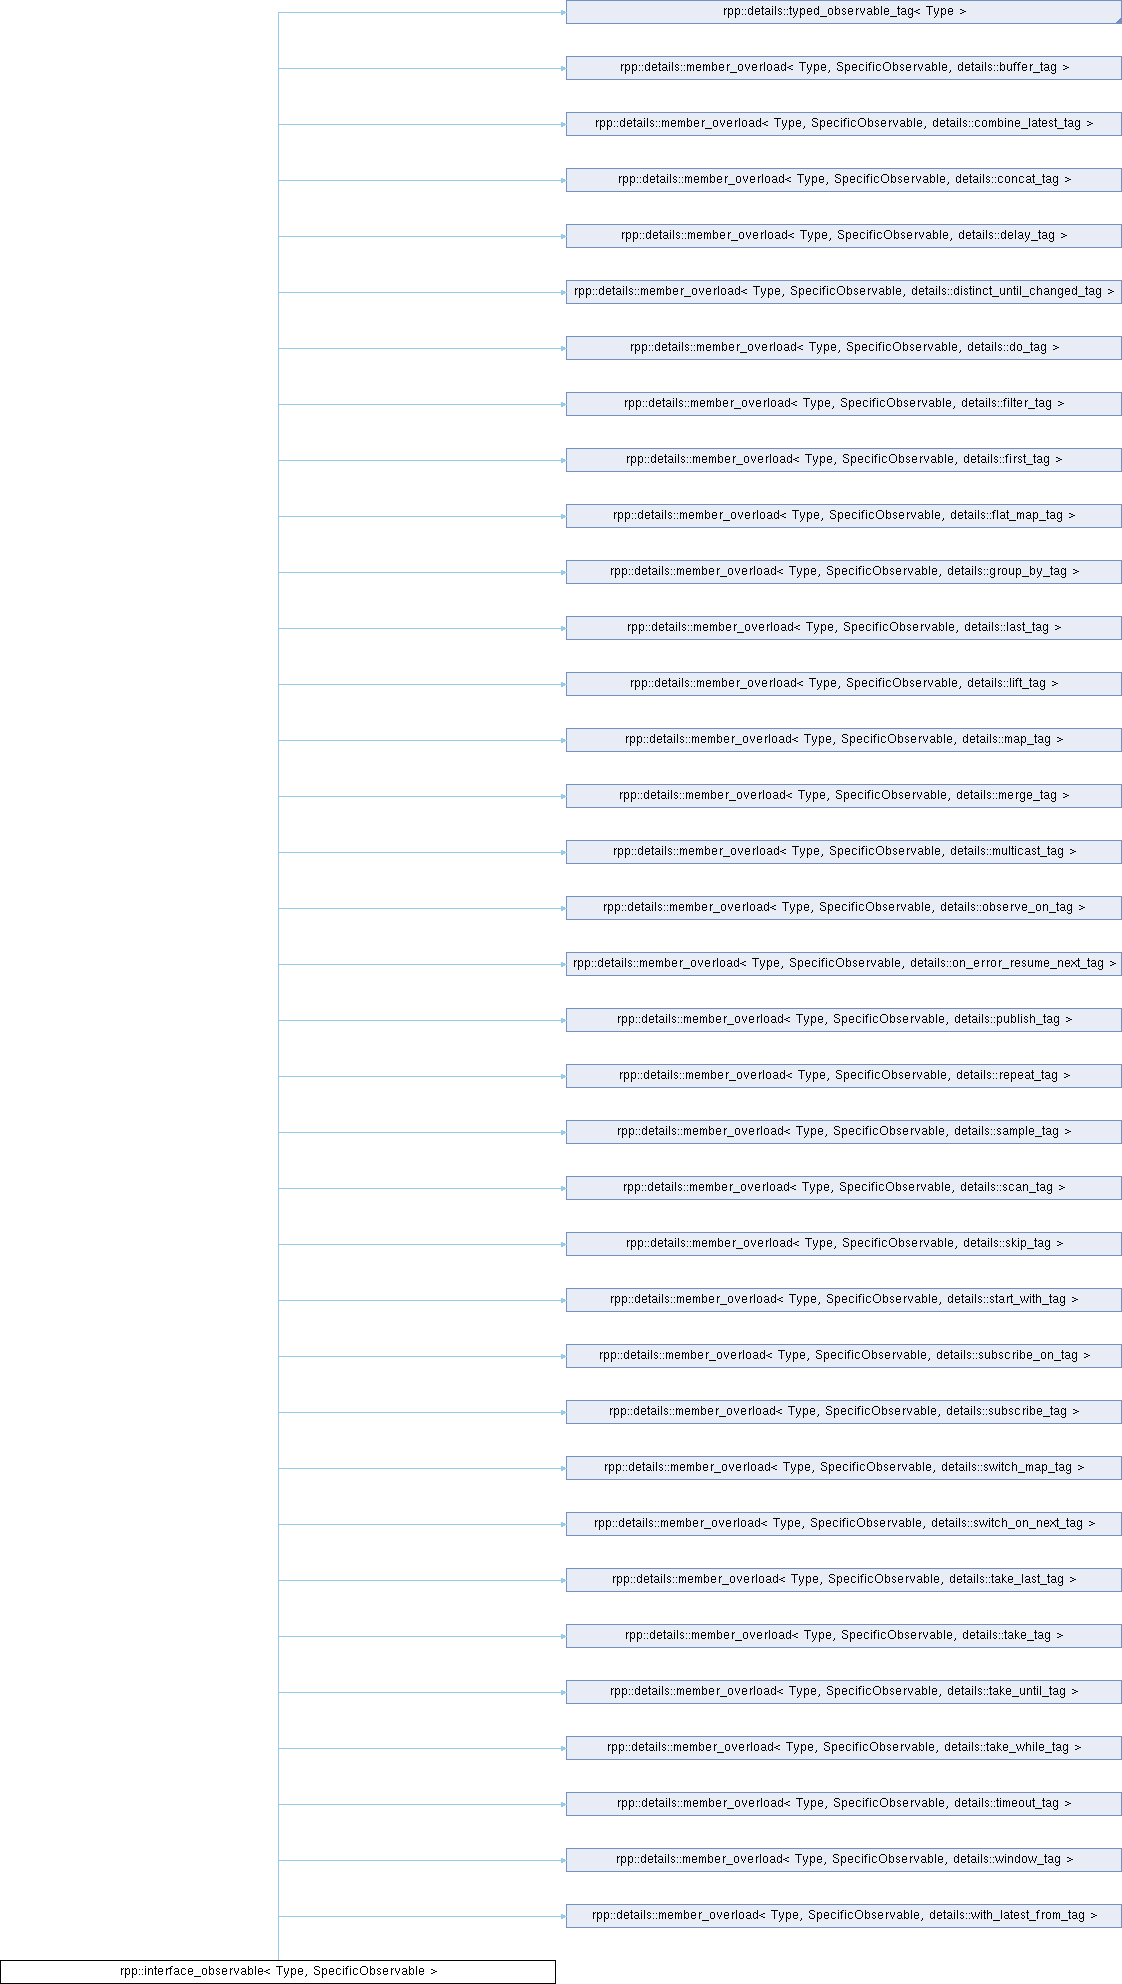 rpp::details::typed_observable_tag< Type >
rpp::details::member_overload< Type, SpecificObservable, details::buffer_tag >
rpp::details::member_overload< Type, SpecificObservable, details::combine_latest_tag >
rpp::details::member_overload< Type, SpecificObservable, details::concat_tag >
rpp::details::member_overload< Type, SpecificObservable, details::delay_tag >
rpp::details::member_overload< Type, SpecificObservable, details::distinct_until_changed_tag >
rpp::details::member_overload< Type, SpecificObservable, details::do_tag >
rpp::details::member_overload< Type, SpecificObservable, details::filter_tag >
rpp::details::member_overload< Type, SpecificObservable, details::first_tag >
rpp::details::member_overload< Type, SpecificObservable, details::flat_map_tag >
rpp::details::member_overload< Type, SpecificObservable, details::group_by_tag >
rpp::details::member_overload< Type, SpecificObservable, details::last_tag >
rpp::details::member_overload< Type, SpecificObservable, details::lift_tag >
rpp::details::member_overload< Type, SpecificObservable, details::map_tag >
rpp::details::member_overload< Type, SpecificObservable, details::merge_tag >
rpp::details::member_overload< Type, SpecificObservable, details::multicast_tag >
rpp::details::member_overload< Type, SpecificObservable, details::observe_on_tag >
rpp::details::member_overload< Type, SpecificObservable, details::on_error_resume_next_tag >
rpp::details::member_overload< Type, SpecificObservable, details::publish_tag >
rpp::details::member_overload< Type, SpecificObservable, details::repeat_tag >
rpp::details::member_overload< Type, SpecificObservable, details::sample_tag >
rpp::details::member_overload< Type, SpecificObservable, details::scan_tag >
rpp::details::member_overload< Type, SpecificObservable, details::skip_tag >
rpp::details::member_overload< Type, SpecificObservable, details::start_with_tag >
rpp::details::member_overload< Type, SpecificObservable, details::subscribe_on_tag >
rpp::details::member_overload< Type, SpecificObservable, details::subscribe_tag >
rpp::details::member_overload< Type, SpecificObservable, details::switch_map_tag >
rpp::details::member_overload< Type, SpecificObservable, details::switch_on_next_tag >
rpp::details::member_overload< Type, SpecificObservable, details::take_last_tag >
rpp::details::member_overload< Type, SpecificObservable, details::take_tag >
rpp::details::member_overload< Type, SpecificObservable, details::take_until_tag >
rpp::details::member_overload< Type, SpecificObservable, details::take_while_tag >
rpp::details::member_overload< Type, SpecificObservable, details::timeout_tag >
rpp::details::member_overload< Type, SpecificObservable, details::window_tag >
rpp::details::member_overload< Type, SpecificObservable, details::with_latest_from_tag >
rpp::interface_observable< Type, SpecificObservable >